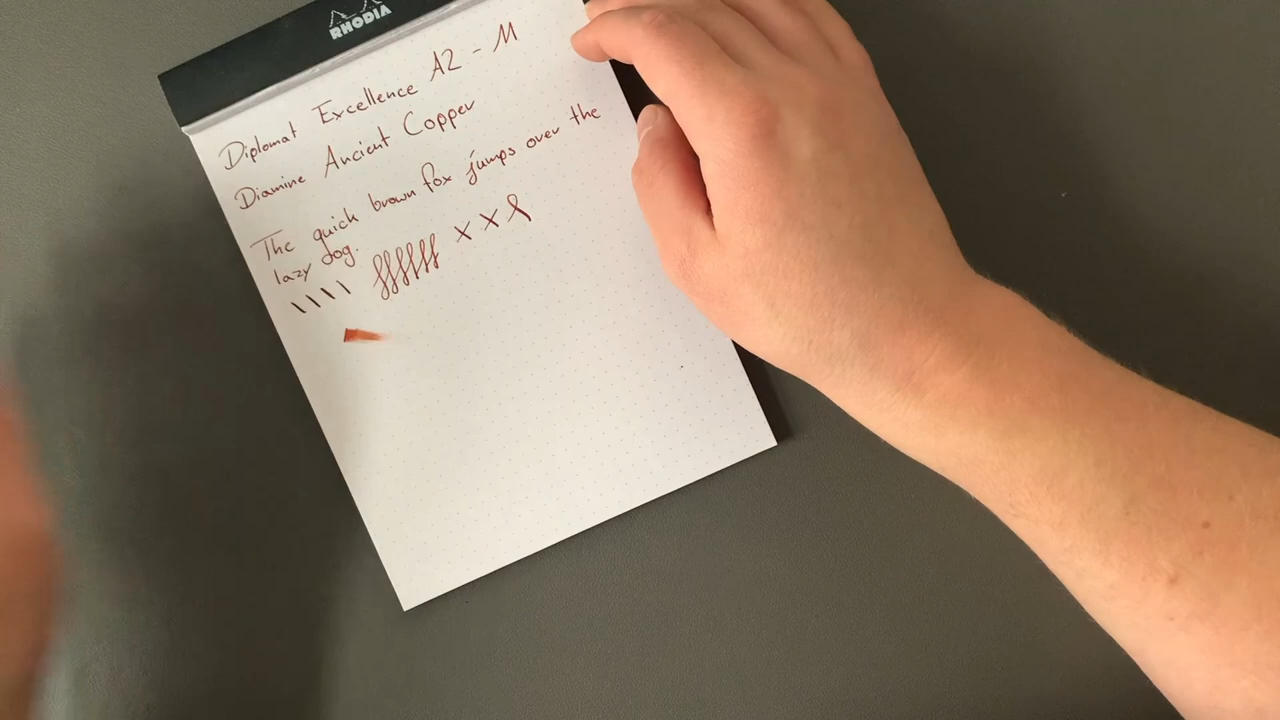 RHODIA
Diplomat Excellence A2 - M
Diamine Ancient Copper
The quick brown fox jumps over the
lazy dog.